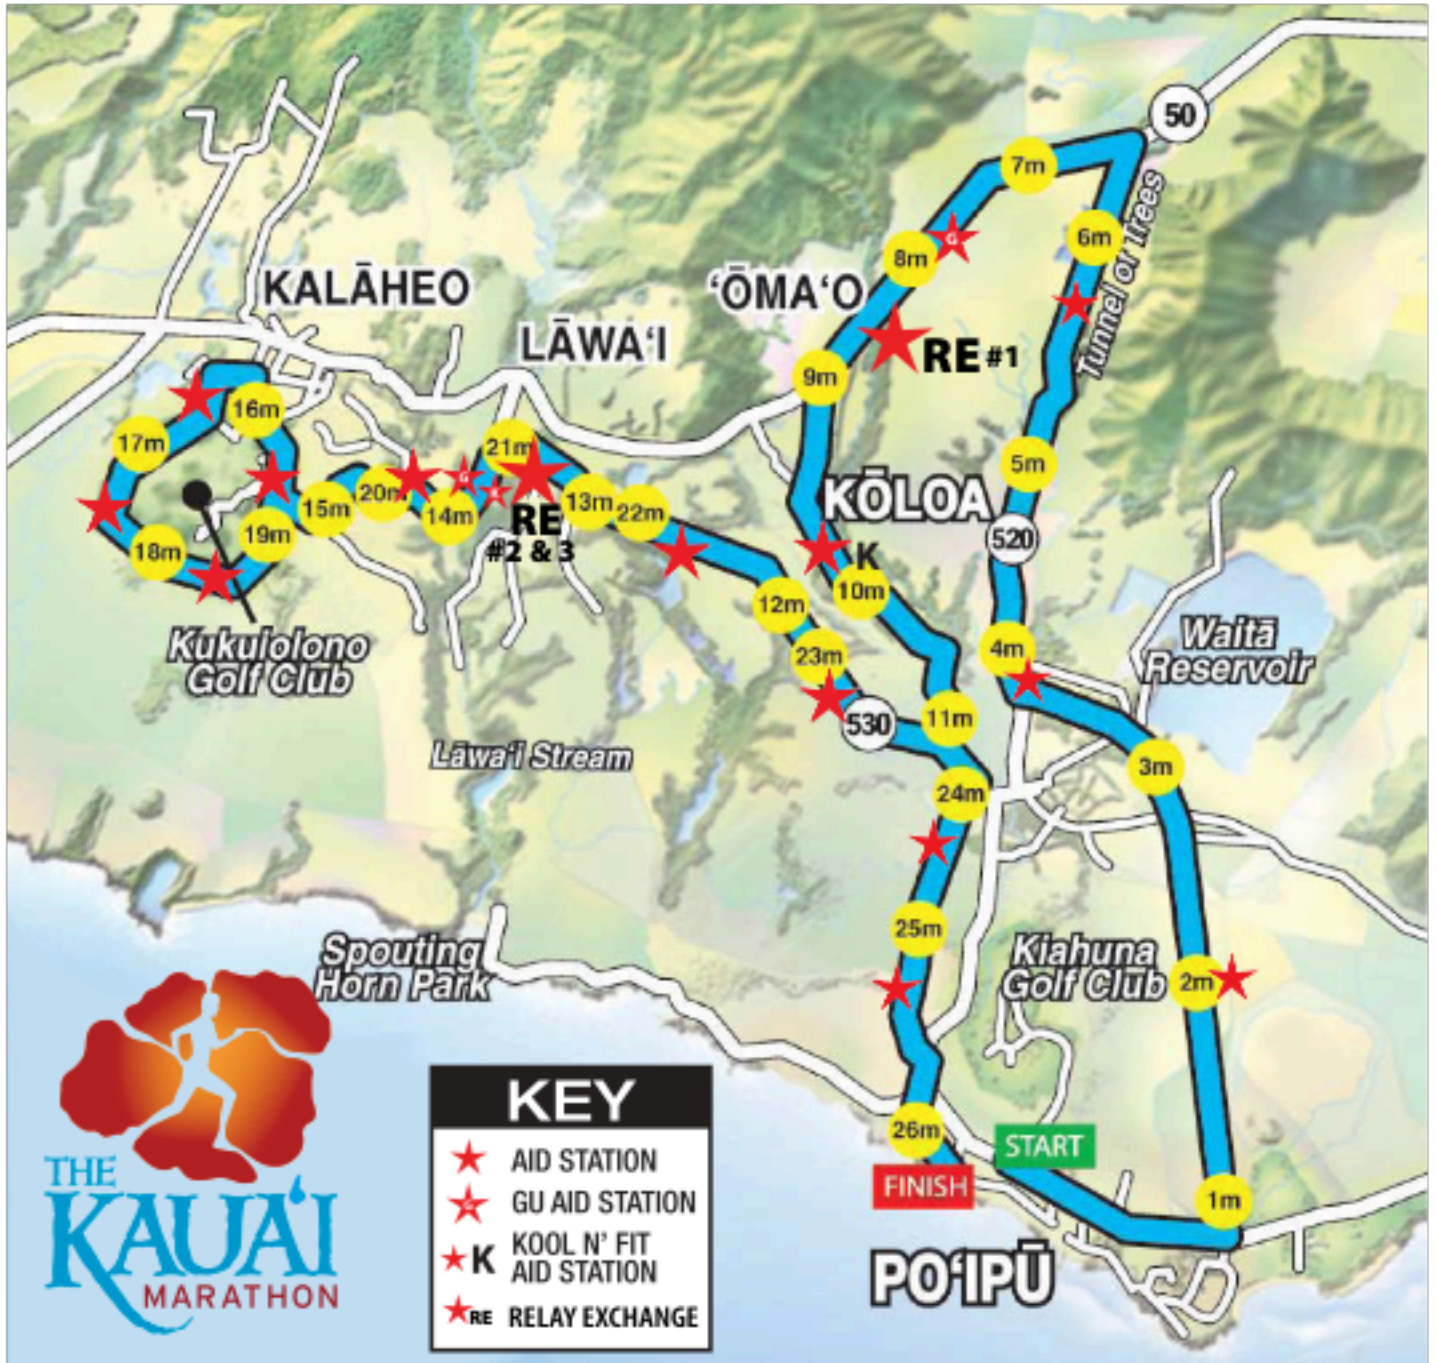 50
7m
6m
Tunnel of Trees
G
8m
KALĀHEO
ʻŌMAʻO
LĀWAʻI
RE #1
9m
16m
17m
21m
5m
KŌLOA
G
20m
15m
14m
13m
22m
RE
#2 & 3
520
19m
18m
K
10m
12m
4m
Waitā
Reservoir
Kukuiolono
Golf Club
23m
11m
530
Lāwaʻi Stream
3m
24m
25m
Spouting
Horn Park
Kiahuna
Golf Club
2m
26m
START
FINISH
1m
POʻIPŪ
THE
KAUAʻI
MARATHON
KEY
AID STATION
G GU AID STATION
K KOOL N' FIT
AID STATION
RE RELAY EXCHANGE